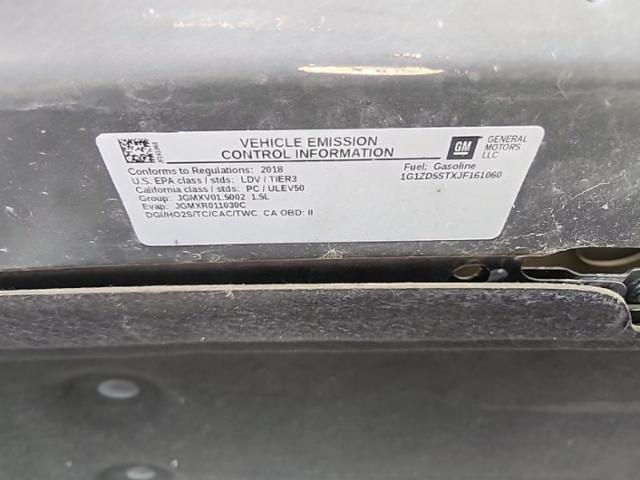 VEHICLE EMISSION
CONTROL INFORMATION
GM
GENERAL
MOTORS
LLC
Conforms to Regulations: 2018
Fuel: Gasoline
U.S. EPA class / stds: LDV / TIER3
1G1ZD5STXJF161060
California class / stds: PC / ULEV50
Group: JGMXV01.5002 1.5L
Evap: JGMXR011030C
DGI/HO2S/TC/CAC/TWC, CA OBD: II